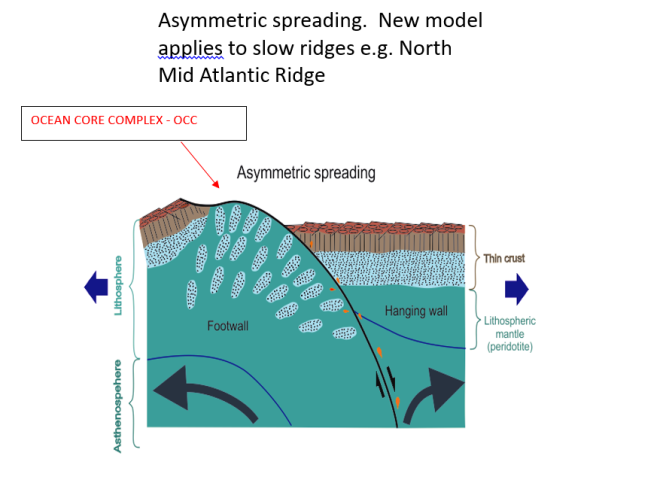 Asymmetric spreading.  New model
applies to slow ridges e.g. North
Mid Atlantic Ridge
OCEAN CORE COMPLEX - OCC
Asymmetric spreading
Lithosphere
Thin crust
Footwall
Hanging wall
Lithospheric
mantle
(peridotite)
Asthenospehere